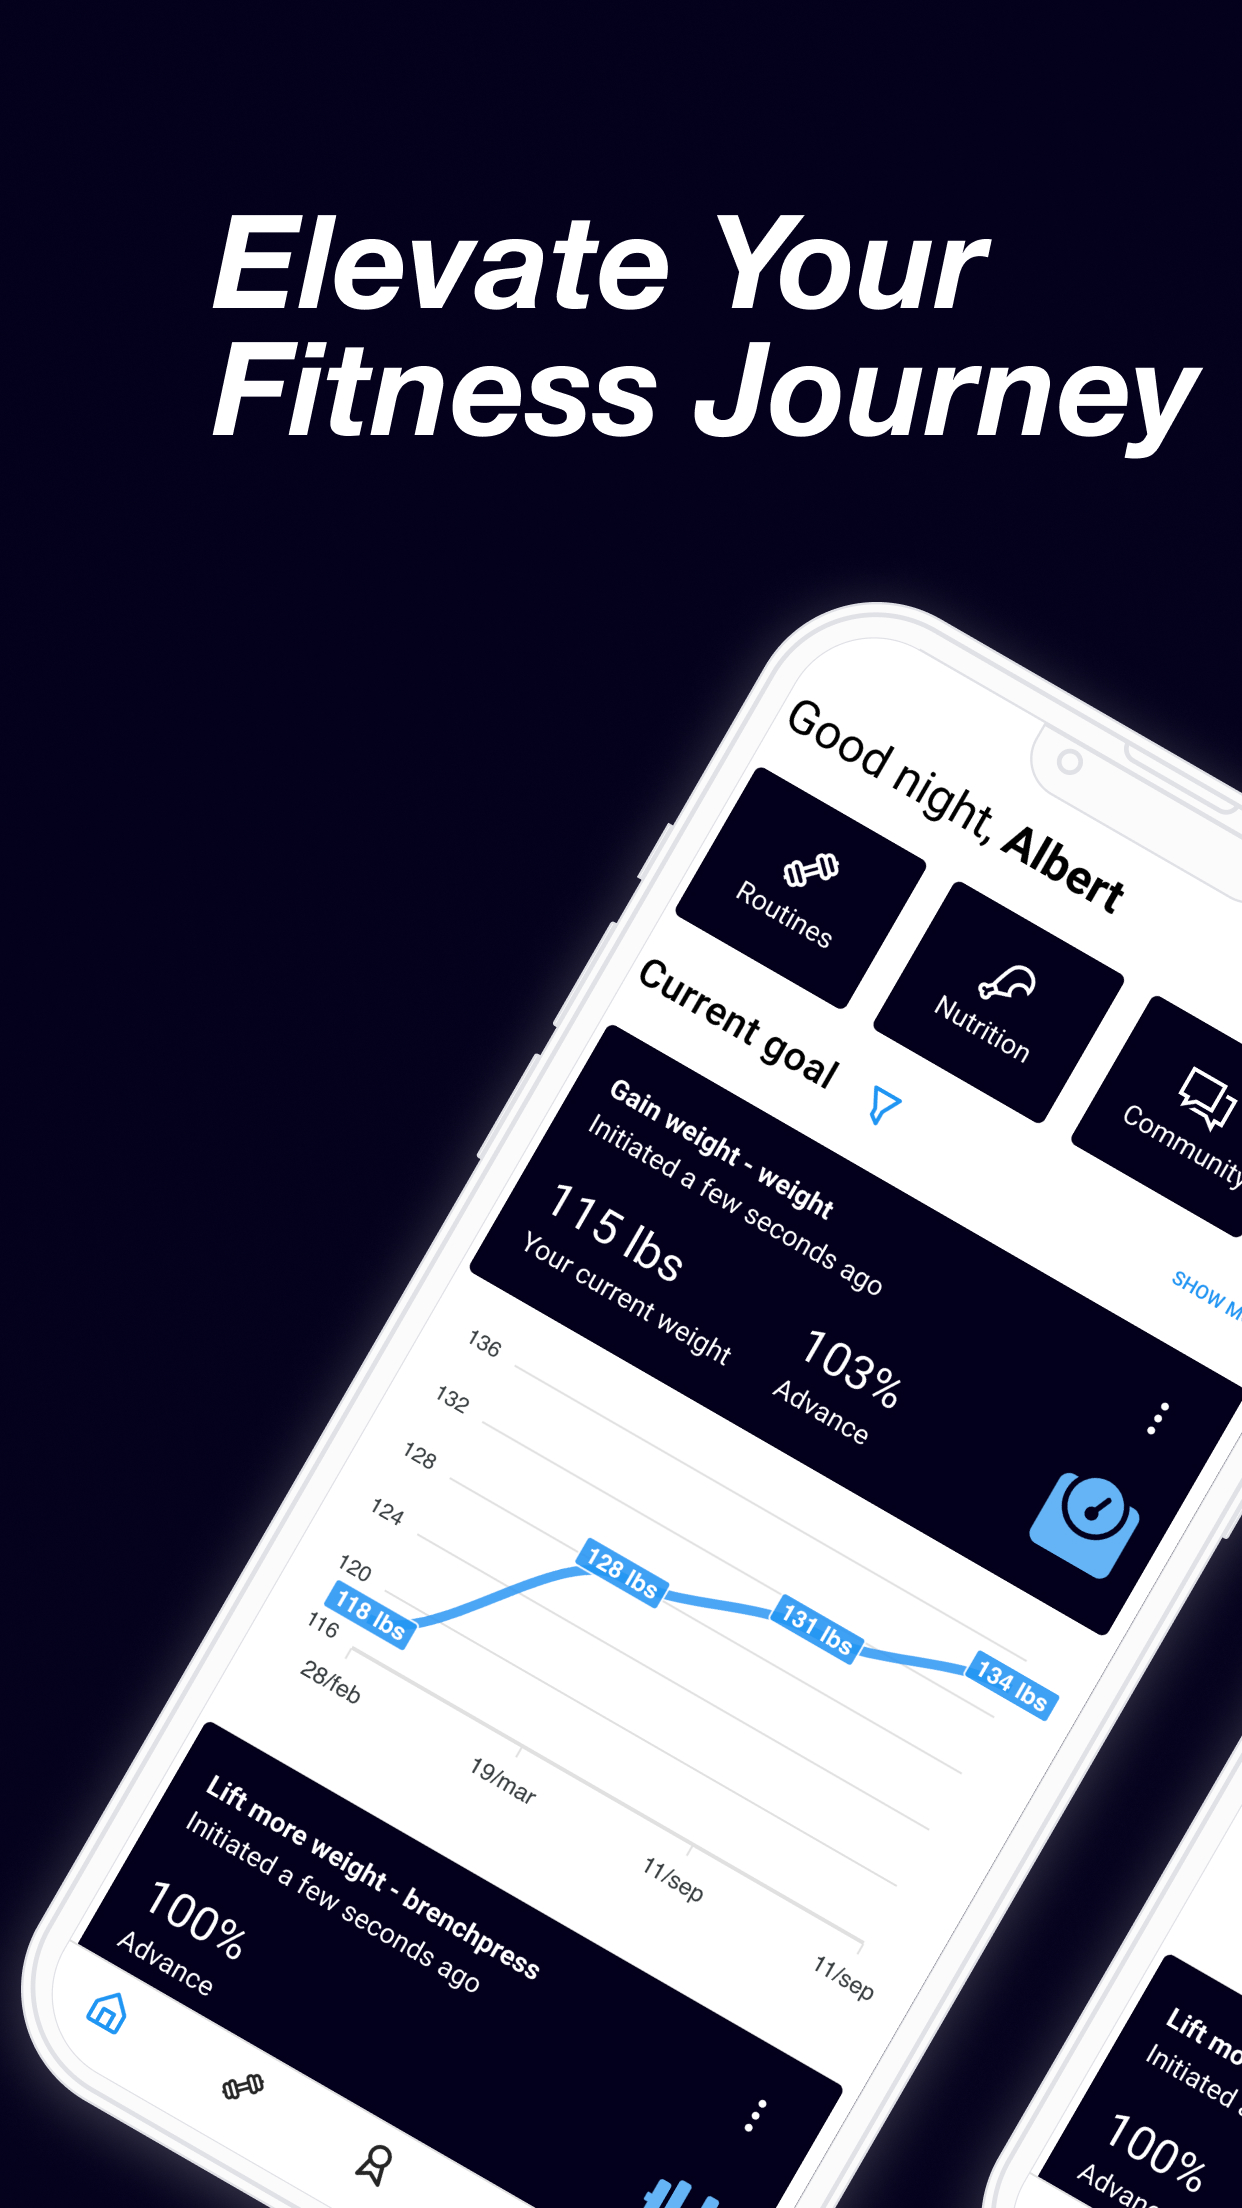 Elevate Your
Fitness Journey
Good night, Albert
Routines
Nutrition
Community
Current goal
SHOW M
Gain weight - weight
Initiated a few seconds ago
115 lbs
Your current weight
103%
Advance
136
132
128
124
120
116
118 lbs
128 lbs
131 lbs
134 lbs
28/feb
19/mar
11/sep
11/sep
Lift more weight - brenchpress
Initiated a few seconds ago
100%
Advance
Lift mo
Initiated
100%
Advan